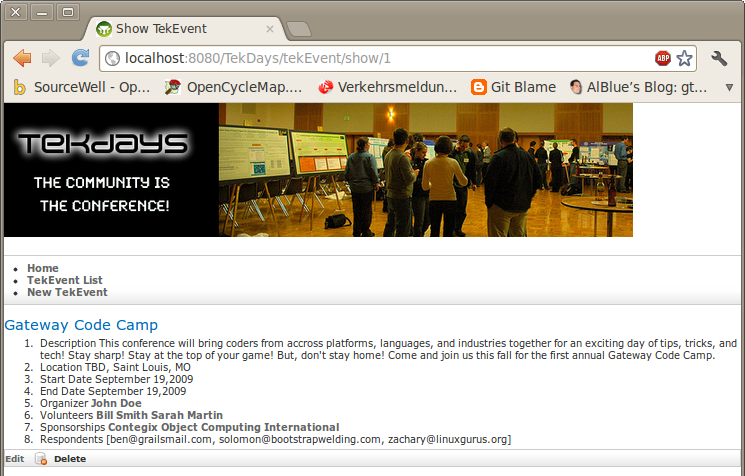 Show TekEvent
localhost:8080/TekDays/tekEvent/show/1
ABP
SourceWell - Op... OpenCycleMap.... Verkehrsmeldun... Git Blame AlBlue's Blog: gt...
TEKDAYS
THE COMMUNITY IS
THE CONFERENCE!
• Home
• TekEvent List
• New TekEvent
Gateway Code Camp
1. Description This conference will bring coders from accross platforms, languages, and industries together for an exciting day of tips, tricks, and
tech! Stay sharp! Stay at the top of your game! But, don't stay home! Come and join us this fall for the first annual Gateway Code Camp.
2. Location TBD, Saint Louis, MO
3. Start Date September 19,2009
4. End Date September 19,2009
5. Organizer John Doe
6. Volunteers Bill Smith Sarah Martin
7. Sponsorships Contegix Object Computing International
8. Respondents [ben@grailsmail.com, solomon@bootstrapwelding.com, zachary@linuxgurus.org]
Edit Delete